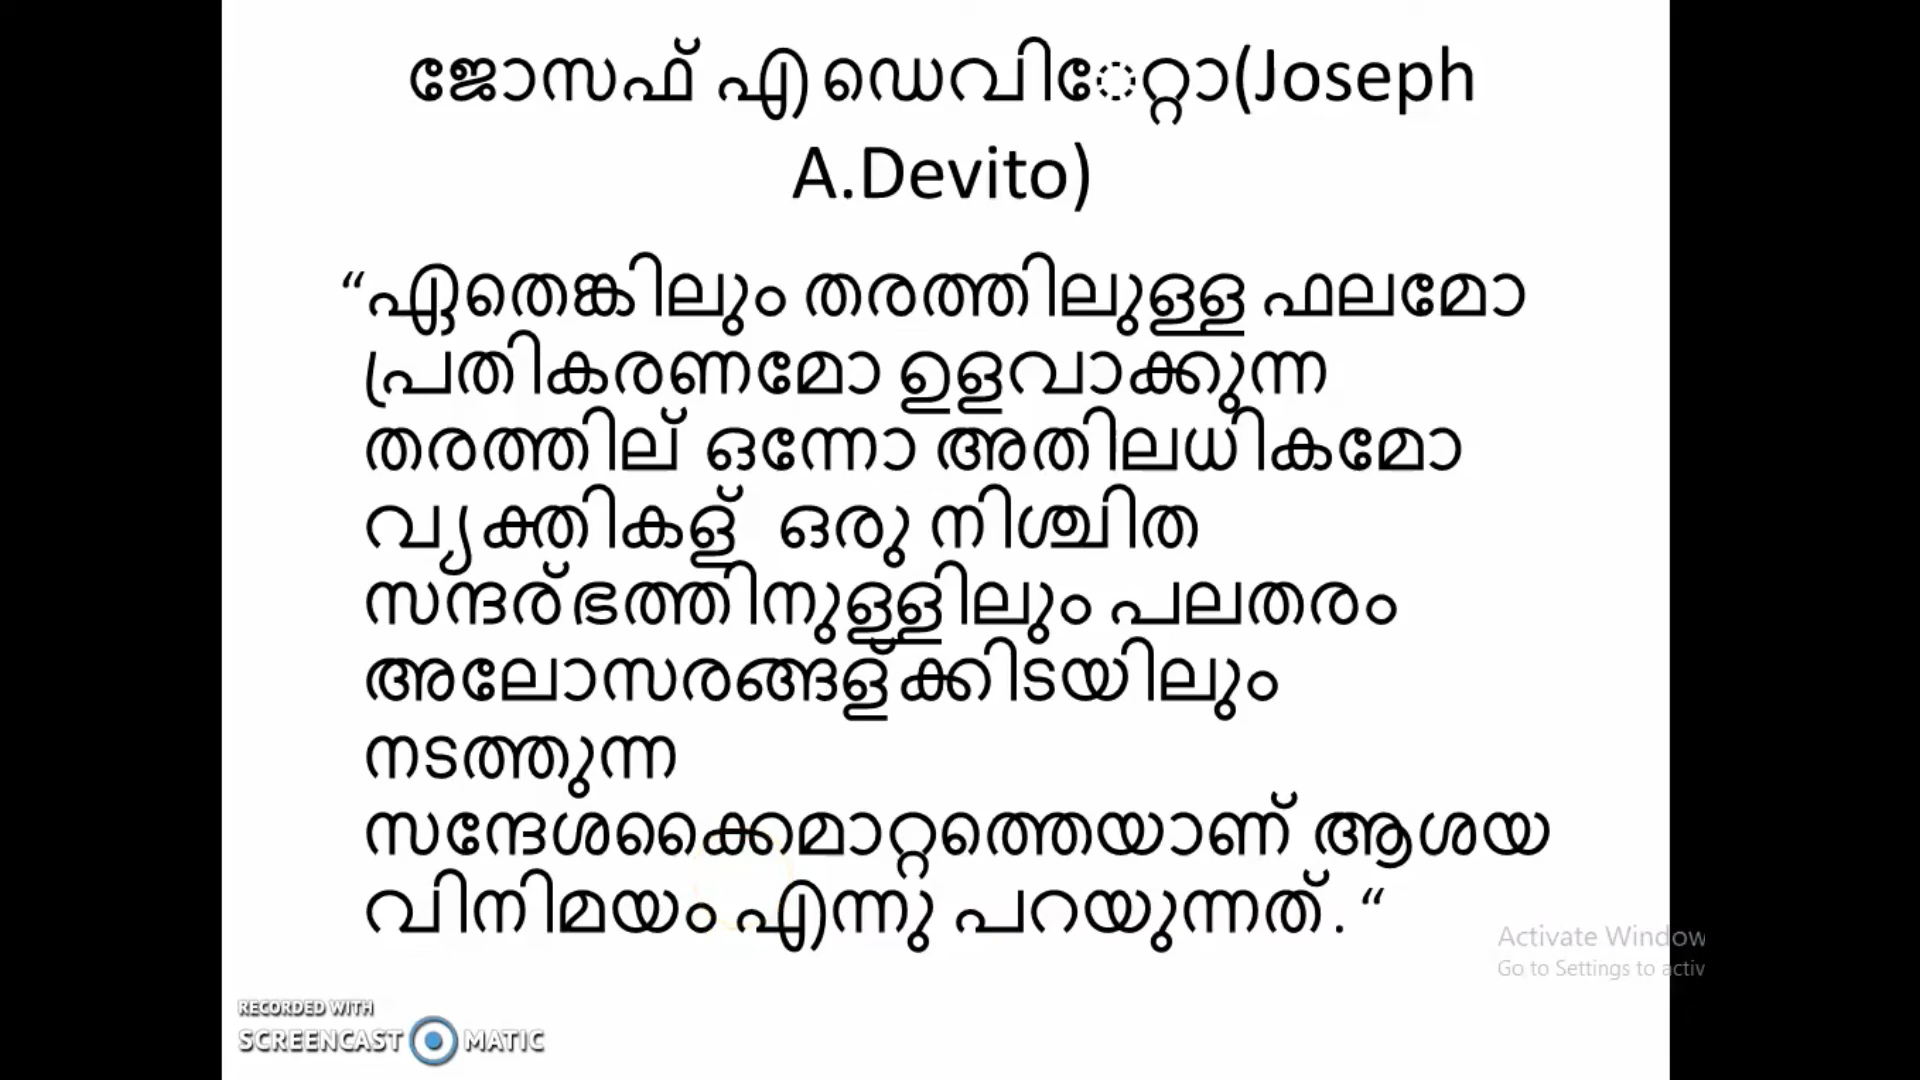 ജോസഫ് എ ഡെവിേറ്റാ(Joseph
A.Devito)
“ഏതെങ്കിലും തരത്തിലുള്ള ഫലമോ
പ്രതികരണമോ ഉളവാക്കുന്ന
തരത്തില് ഒന്നോ അതിലധികമോ
വ്യക്തികള് ഒരു നിശ്ചിത
സന്ദര്ഭത്തിനുള്ളിലും പലതരം
അലോസരങ്ങള്ക്കിടയിലും
നടത്തുന്ന
സന്ദേശക്കൈമാറ്റത്തെയാണ് ആശയ
വിനിമയം എന്നു പറയുന്നത്. “
Activate Window
Go to Settings to activ
RECORDED WITH
SCREENCAST MATIC